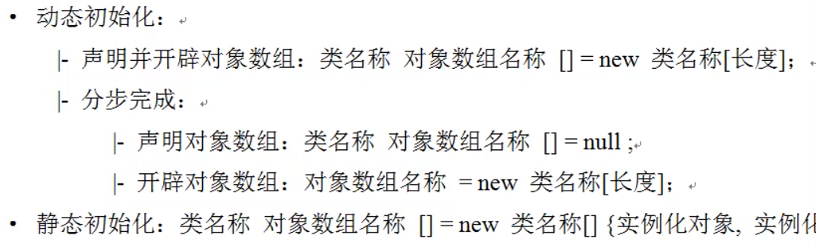 • 动态初始化：
|- 声明并开辟对象数组：类名称 对象数组名称 [] = new 类名称[长度];
|- 分步完成：
|- 声明对象数组：类名称 对象数组名称 [] = null ;
|- 开辟对象数组：对象数组名称 = new 类名称[长度];
• 静态初始化：类名称 对象数组名称 [] = new 类名称[] {实例化对象, 实例化